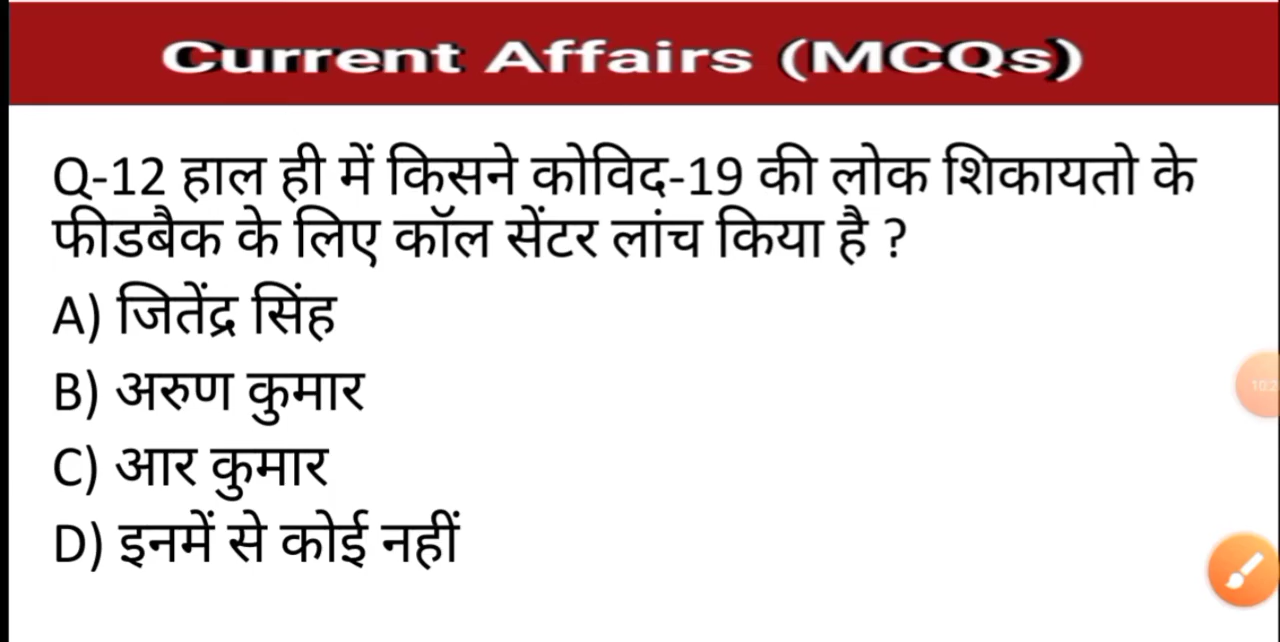 Current Affairs (MCQs)
Q-12 हाल ही में किसने कोविद-19 की लोक शिकायतो के
फीडबैक के लिए कॉल सेंटर लांच किया है ?
A) जितेंद्र सिंह
B) अरुण कुमार
C) आर कुमार
D) इनमें से कोई नहीं